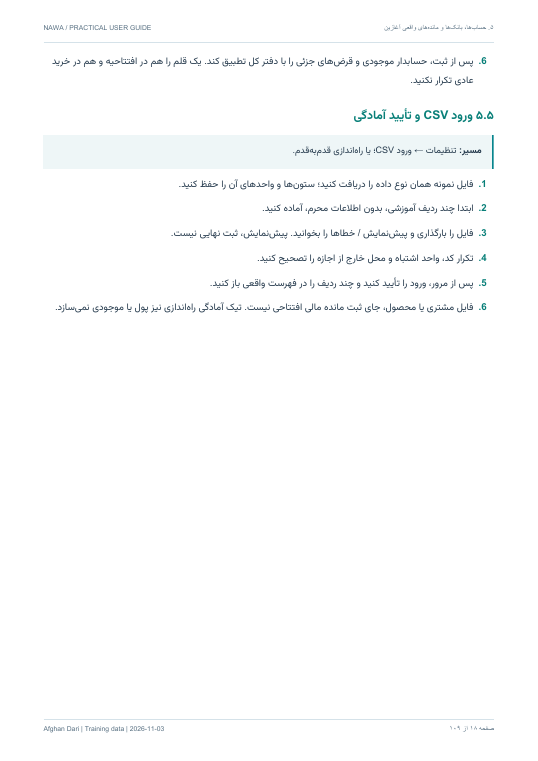 NAWA / PRACTICAL USER GUIDE
۵. حساب‌ها، بانک‌ها و مانده‌های واقعی آغازین
6. پس از ثبت، حسابدار موجودی و قرض‌های جزئی را با دفتر کل تطبیق کند. یک قلم را هم در افتتاحیه و هم در خرید
عادی تکرار نکنید.
۵.۵ ورود CSV و تأیید آمادگی
مسیر: تنظیمات ← ورود CSV؛ یا راه‌اندازی قدم‌به‌قدم.
1. فایل نمونه همان نوع داده را دریافت کنید؛ ستون‌ها و واحدهای آن را حفظ کنید.
2. ابتدا چند ردیف آموزشی، بدون اطلاعات محرم، آماده کنید.
3. فایل را بارگذاری و پیش‌نمایش / خطاها را بخوانید. پیش‌نمایش، ثبت نهایی نیست.
4. تکرار کد، واحد اشتباه و محل خارج از اجازه را تصحیح کنید.
5. پس از مرور، ورود را تأیید کنید و چند ردیف را در فهرست واقعی باز کنید.
6. فایل مشتری یا محصول، جای ثبت مانده مالی افتتاحی نیست. تیک آمادگی راه‌اندازی نیز پول یا موجودی نمی‌سازد.
Afghan Dari | Training data | 2026-11-03
صفحه ۱۸ از ۱۰۹